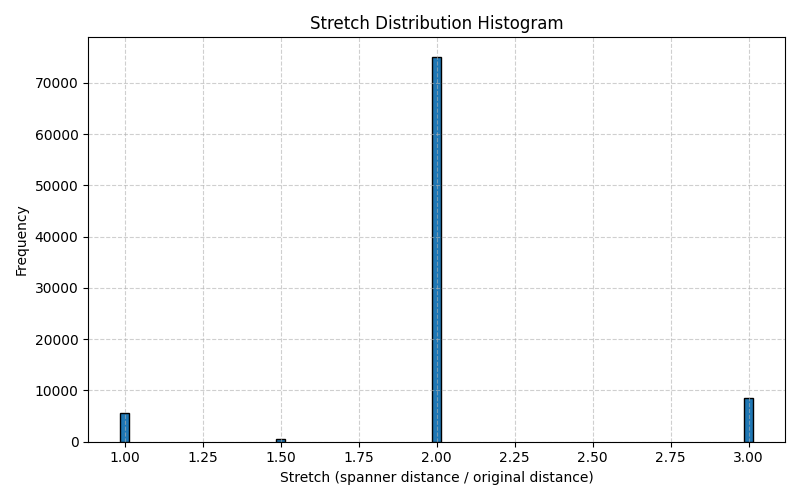 Stretch Distribution Histogram
Frequency
70000
60000
50000
40000
30000
20000
10000
0
1.00 1.25 1.50 1.75 2.00 2.25 2.50 2.75 3.00
Stretch (spanner distance / original distance)